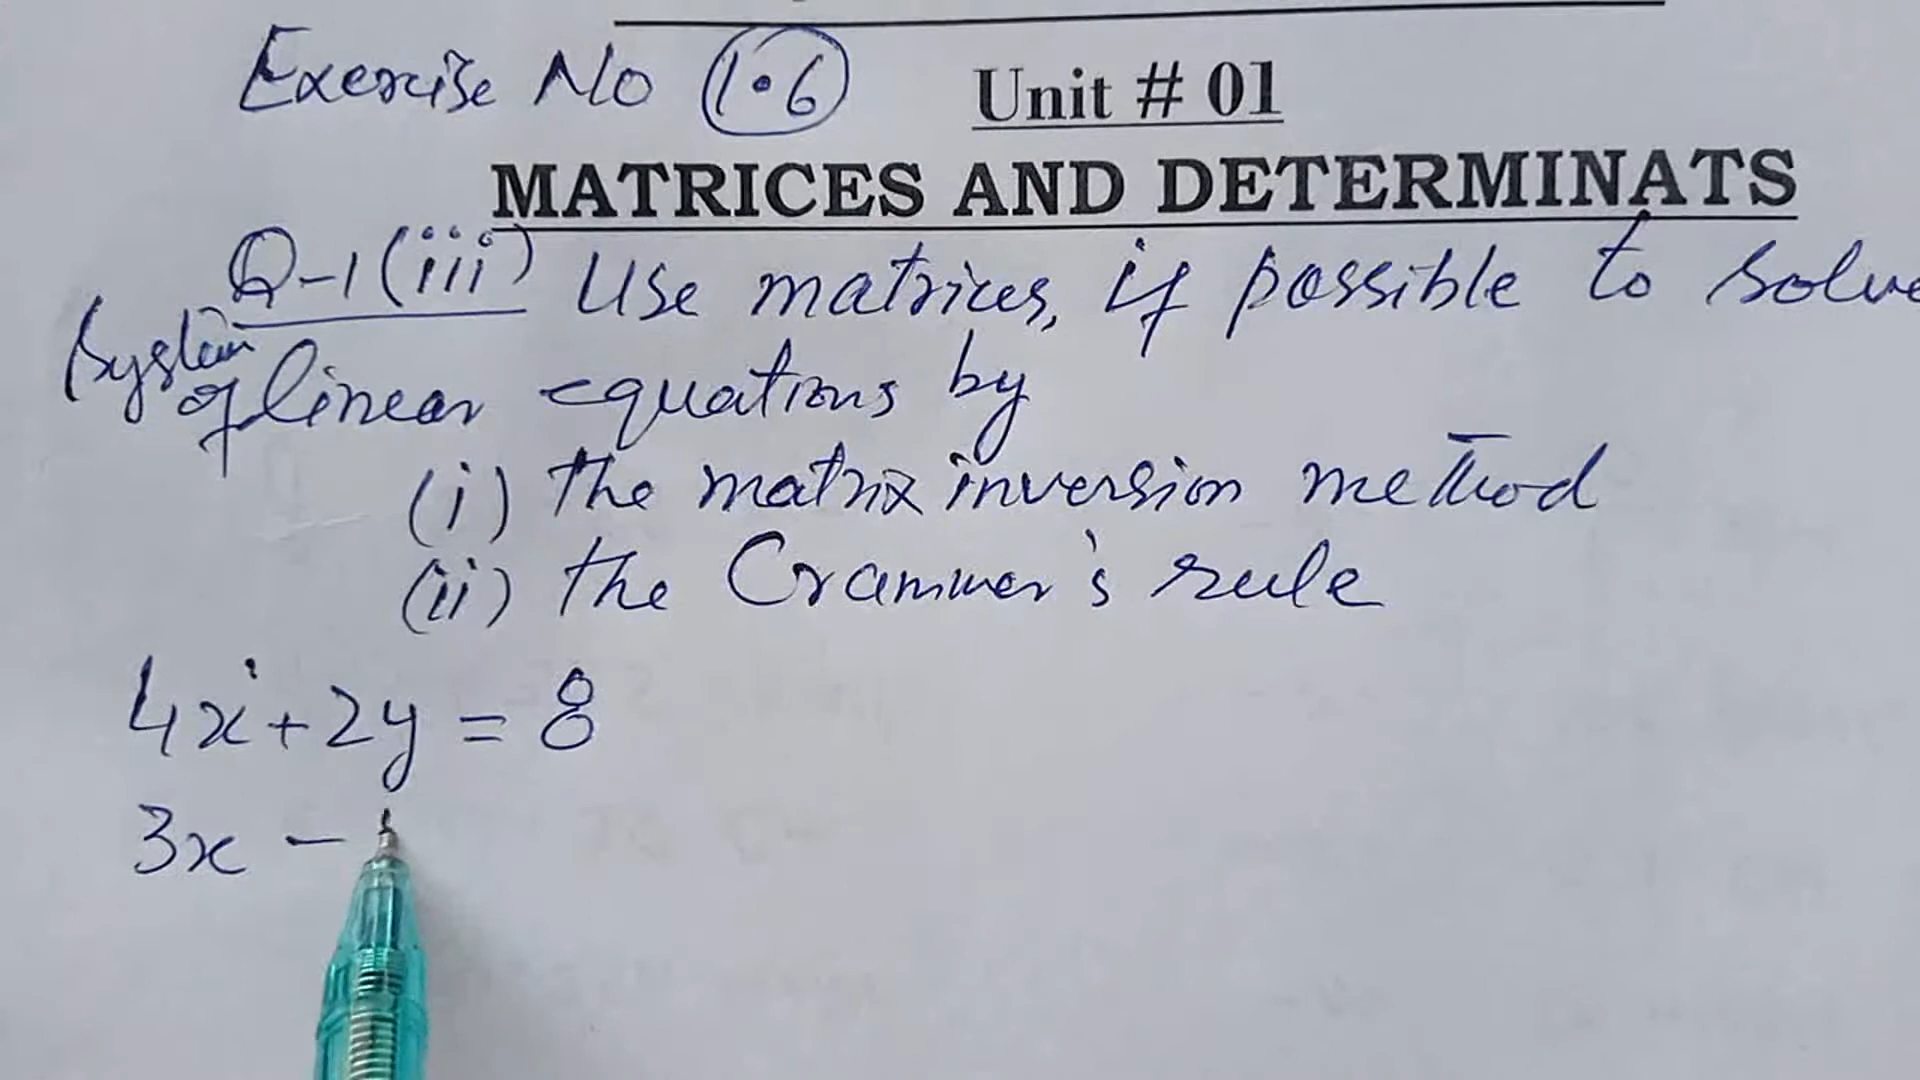 Exercise No 1.6 Unit # 01
MATRICES AND DETERMINATS
Q-1(iii) Use matrices, if possible to solve
System of linear equations by
(i) the matrix inversion method
(ii) the Crammer's rule
4x+2y = 8
3x -